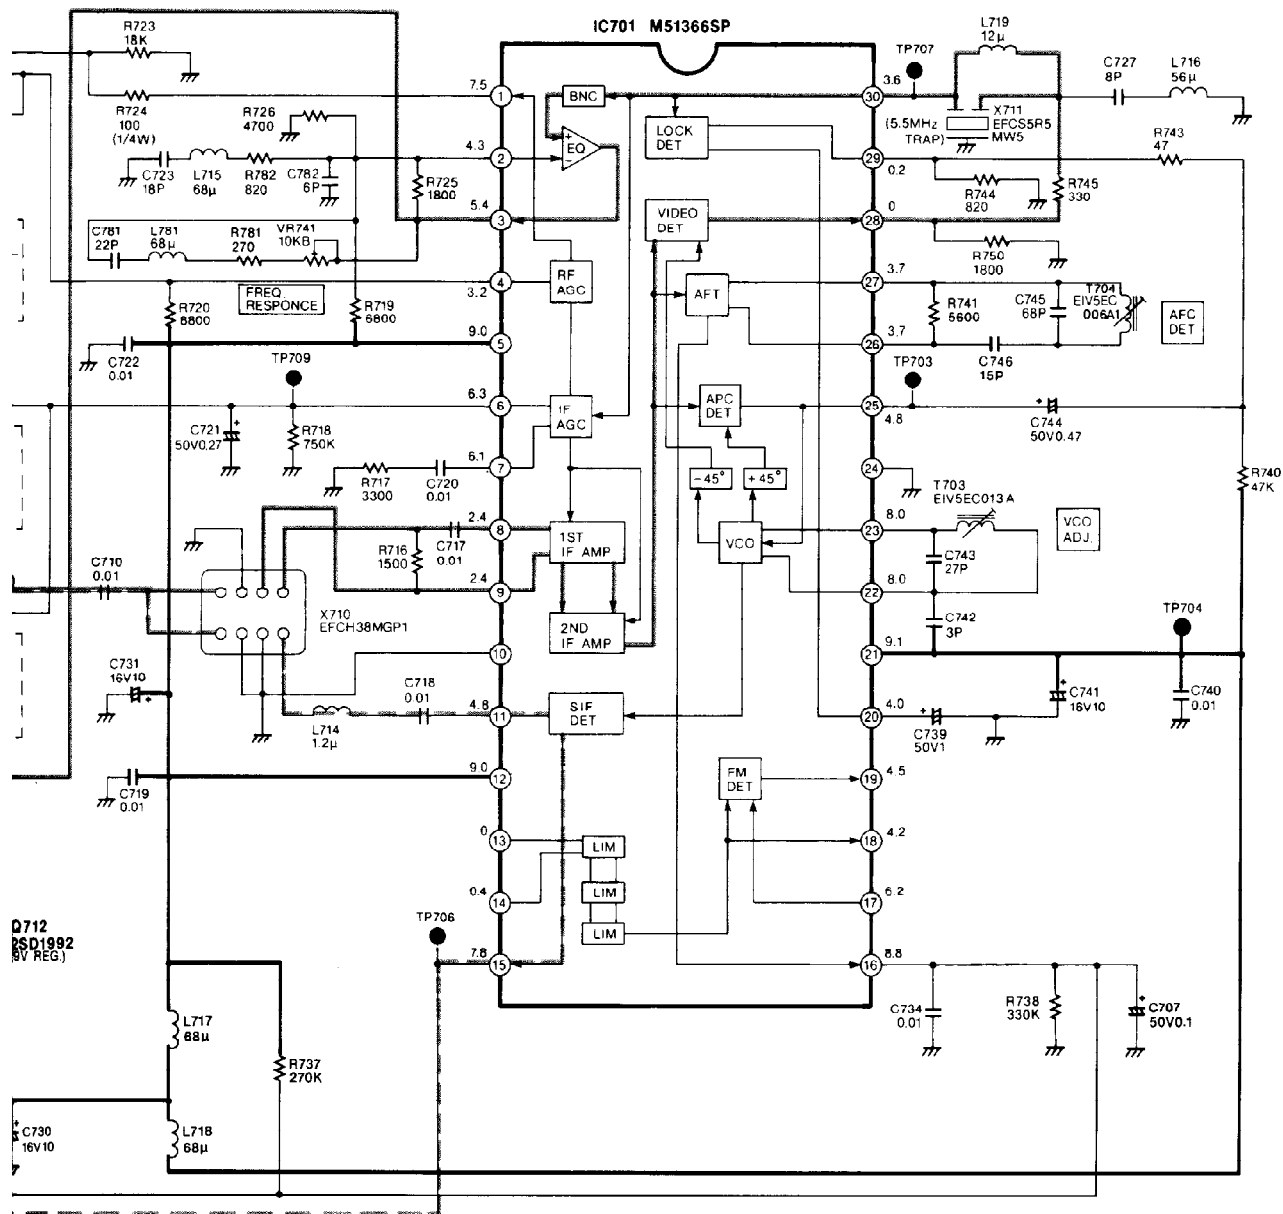 IC701 M51366SP
R723
18K
R724
100
(1/4W)
R726
4700
C723
18P
L715
68µ
R782
820
C782
6P
R725
1800
C781
22P
L781
68µ
R781
270
VR741
10KB
FREQ
RESPONCE
R720
6800
R719
6800
C722
0.01
TP709
C721
50V0.27
R718
750K
R717
3300
C720
0.01
R716
1500
C717
0.01
C710
0.01
X710
EFCH38MGP1
C731
16V10
C718
0.01
L714
1.2µ
C719
0.01
Q712
2SD1992
(9V REG.)
TP706
L717
68µ
R737
270K
C730
16V10
L718
68µ
7.5
1
4.3
2
5.4
3
3.2
4
9.0
5
6.3
6
6.1
7
2.4
8
2.4
9
10
4.8
11
9.0
12
0
13
0.4
14
7.8
15
BNC
EQ
+
−
LOCK
DET
VIDEO
DET
RF
AGC
AFT
IF
AGC
APC
DET
−45°
+45°
1ST
IF AMP
VCO
2ND
IF AMP
SIF
DET
FM
DET
LIM
LIM
LIM
3.6
30
29
0.2
0
28
3.7
27
3.7
26
25
4.8
24
8.0
23
8.0
22
9.1
21
4.0
20
4.5
19
4.2
18
6.2
17
8.8
16
TP707
L719
12µ
(5.5MHz
TRAP)
X711
EFCS5R5
MW5
C727
8P
L716
56µ
R743
47
R744
820
R745
330
R750
1800
R741
5600
C745
68P
T704
EIV5EC
006A1
AFC
DET
C746
15P
TP703
C744
50V0.47
R740
47K
T703
EIV5EC013A
VCO
ADJ.
C743
27P
C742
3P
TP704
C741
16V10
C740
0.01
C739
50V1
C734
0.01
R738
330K
C707
50V0.1